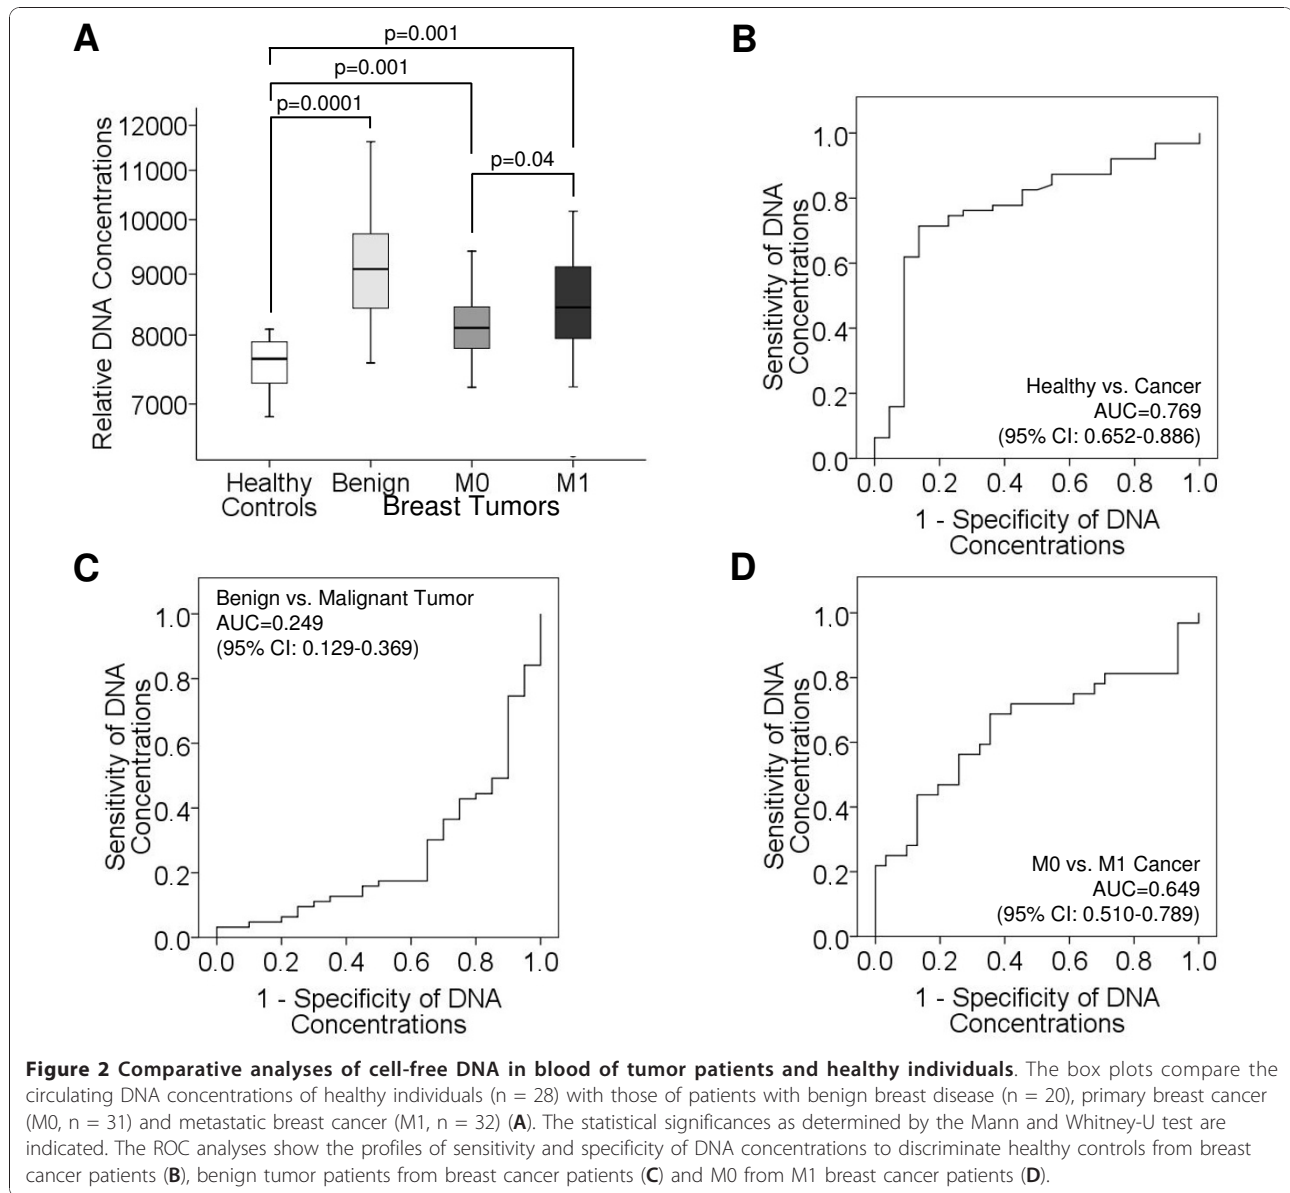 A
p=0.001
p=0.001
p=0.0001
p=0.04
Relative DNA Concentrations
12000
11000
10000
9000
8000
7000
Healthy
Controls
Benign
M0
M1
Breast Tumors
B
Sensitivity of DNA
Concentrations
1.0
0.8
0.6
0.4
0.2
0.0
Healthy vs. Cancer
AUC=0.769
(95% CI: 0.652-0.886)
0.0 0.2 0.4 0.6 0.8 1.0
1 - Specificity of DNA
Concentrations
C
Benign vs. Malignant Tumor
AUC=0.249
(95% CI: 0.129-0.369)
Sensitivity of DNA
Concentrations
1.0
0.8
0.6
0.4
0.2
0.0
0.0 0.2 0.4 0.6 0.8 1.0
1 - Specificity of DNA
Concentrations
D
Sensitivity of DNA
Concentrations
1.0
0.8
0.6
0.4
0.2
0.0
M0 vs. M1 Cancer
AUC=0.649
(95% CI: 0.510-0.789)
0.0 0.2 0.4 0.6 0.8 1.0
1 - Specificity of DNA
Concentrations
Figure 2 Comparative analyses of cell-free DNA in blood of tumor patients and healthy individuals. The box plots compare the
circulating DNA concentrations of healthy individuals (n = 28) with those of patients with benign breast disease (n = 20), primary breast cancer
(M0, n = 31) and metastatic breast cancer (M1, n = 32) (A). The statistical significances as determined by the Mann and Whitney-U test are
indicated. The ROC analyses show the profiles of sensitivity and specificity of DNA concentrations to discriminate healthy controls from breast
cancer patients (B), benign tumor patients from breast cancer patients (C) and M0 from M1 breast cancer patients (D).